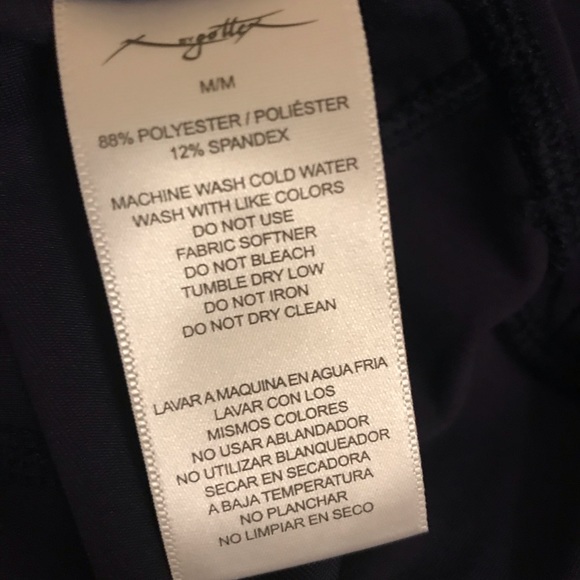 yogalicious
M/M
88% POLYESTER / POLIÉSTER
12% SPANDEX
MACHINE WASH COLD WATER
WASH WITH LIKE COLORS
DO NOT USE
FABRIC SOFTNER
DO NOT BLEACH
TUMBLE DRY LOW
DO NOT IRON
DO NOT DRY CLEAN
LAVAR A MAQUINA EN AGUA FRIA
LAVAR CON LOS
MISMOS COLORES
NO USAR ABLANDADOR
NO UTILIZAR BLANQUEADOR
SECAR EN SECADORA
A BAJA TEMPERATURA
NO PLANCHAR
NO LIMPIAR EN SECO